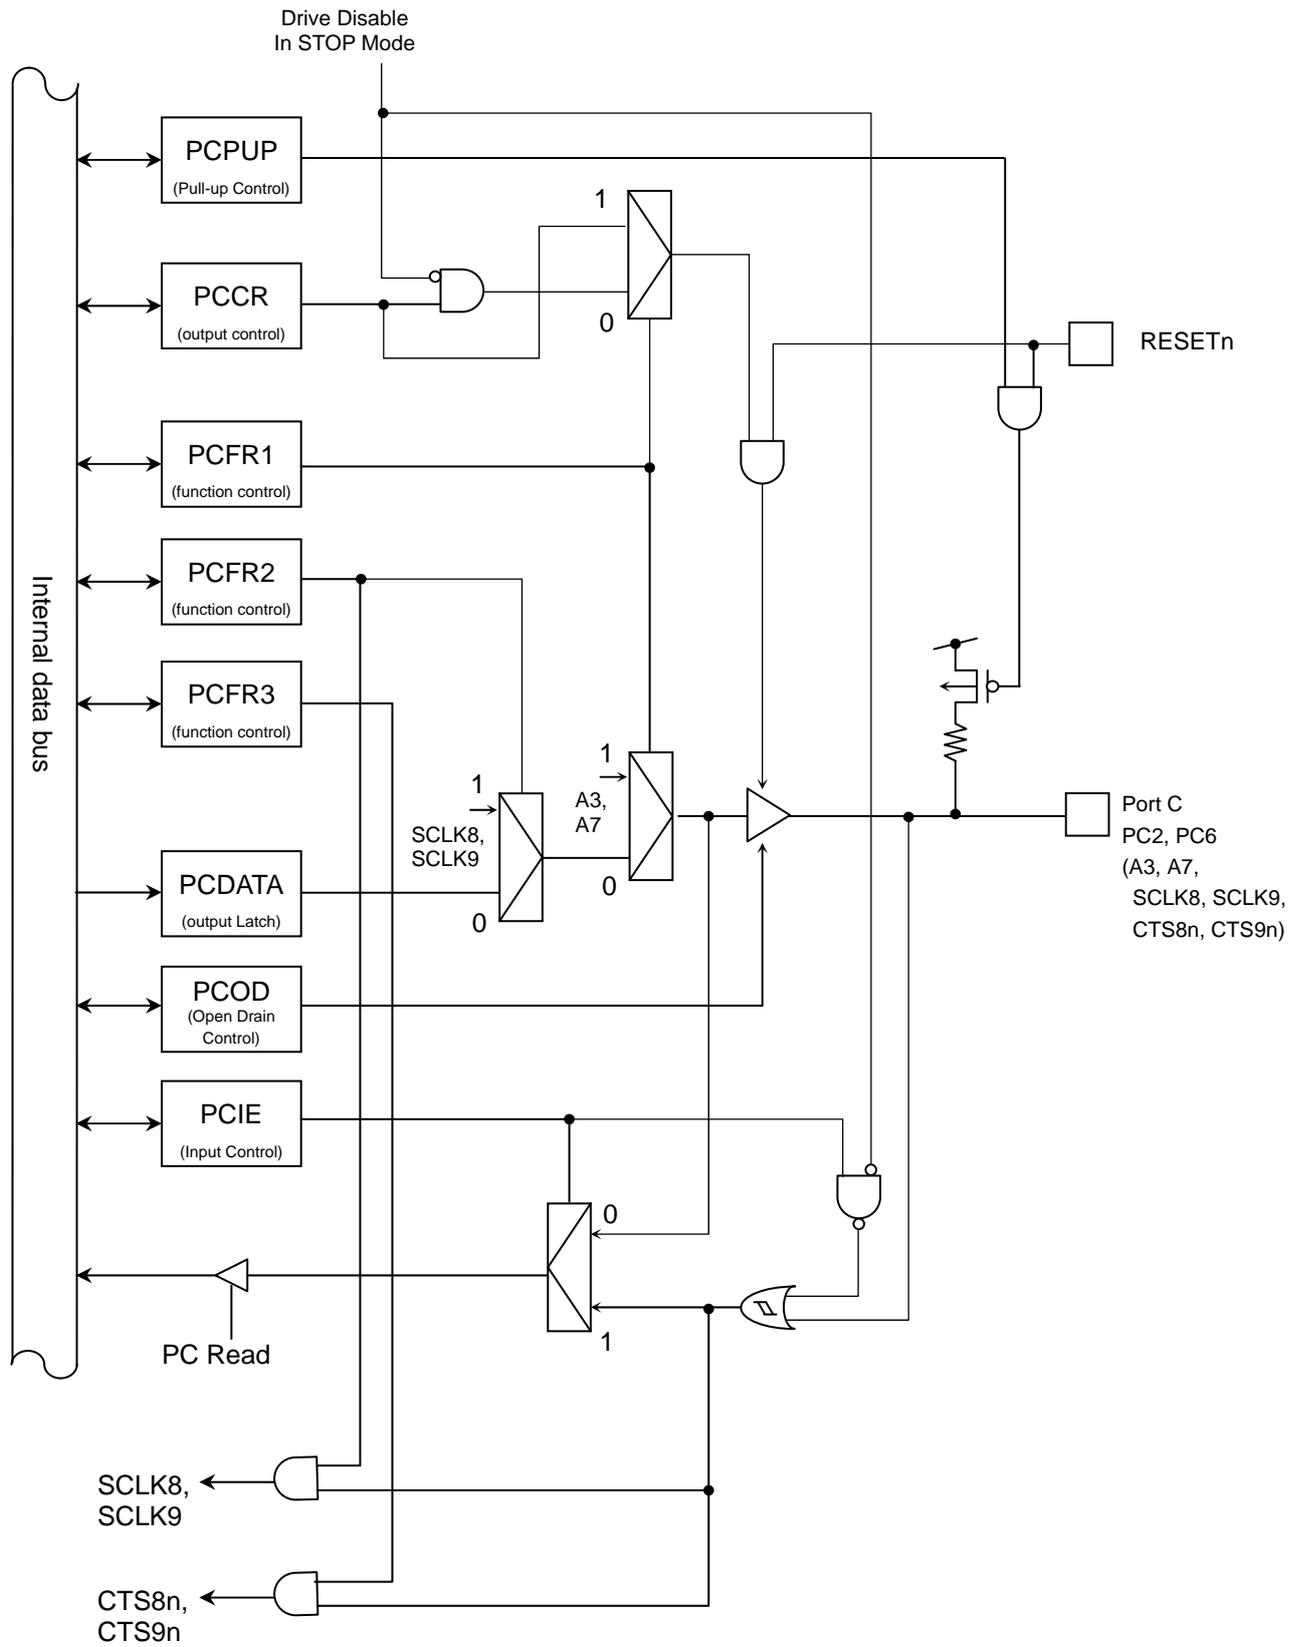 Drive Disable
In STOP Mode
PCPUP
(Pull-up Control)
1
PCCR
(output control)
0
RESETn
PCFR1
(function control)
PCFR2
(function control)
Internal data bus
PCFR3
(function control)
1
A3,
A7
1
SCLK8,
SCLK9
Port C
PC2, PC6
(A3, A7,
SCLK8, SCLK9,
CTS8n, CTS9n)
0
PCDATA
(output Latch)
0
PCOD
(Open Drain
Control)
PCIE
(Input Control)
0
1
PC Read
SCLK8,
SCLK9
CTS8n,
CTS9n